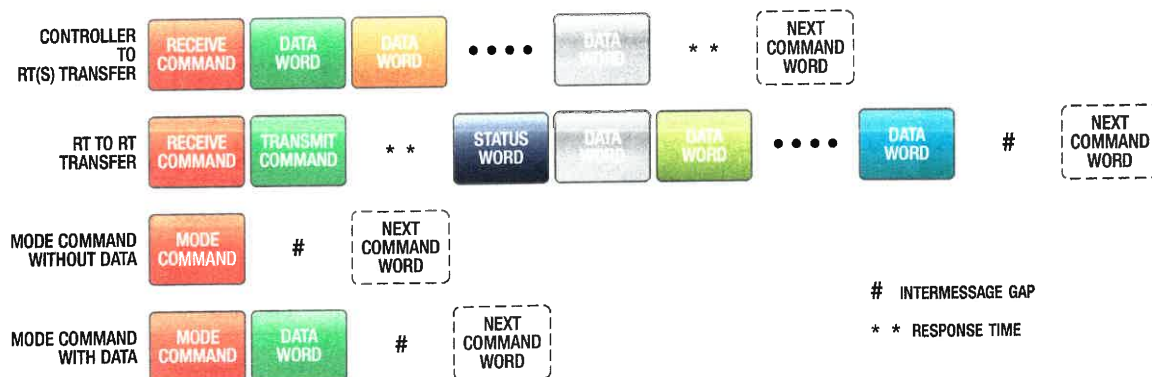 CONTROLLER
TO
RT(S) TRANSFER
RECEIVE
COMMAND
DATA
WORD
DATA
WORD
••••
DATA
WORD
* *
NEXT
COMMAND
WORD
RT TO RT
TRANSFER
RECEIVE
COMMAND
TRANSMIT
COMMAND
* *
STATUS
WORD
DATA
WORD
DATA
WORD
••••
DATA
WORD
#
NEXT
COMMAND
WORD
MODE COMMAND
WITHOUT DATA
MODE
COMMAND
#
NEXT
COMMAND
WORD
# INTERMESSAGE GAP
* * RESPONSE TIME
MODE COMMAND
WITH DATA
MODE
COMMAND
DATA
WORD
#
NEXT
COMMAND
WORD